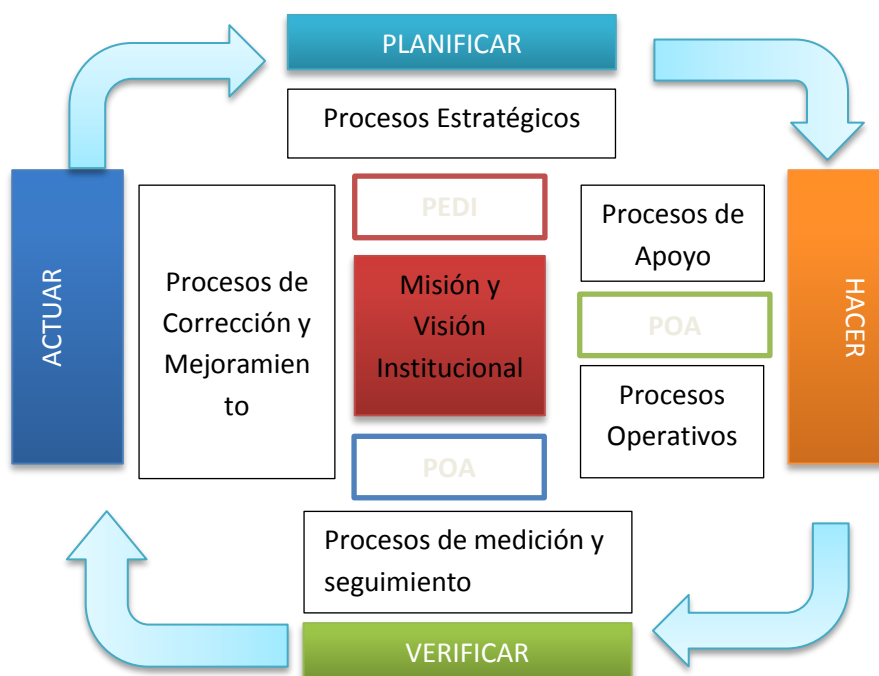 PLANIFICAR
Procesos Estratégicos
PEDI
Procesos de
Apoyo
ACTUAR
Procesos de
Corrección y
Mejoramien
to
Misión y
Visión
Institucional
POA
HACER
Procesos
Operativos
POA
Procesos de medición y
seguimiento
VERIFICAR